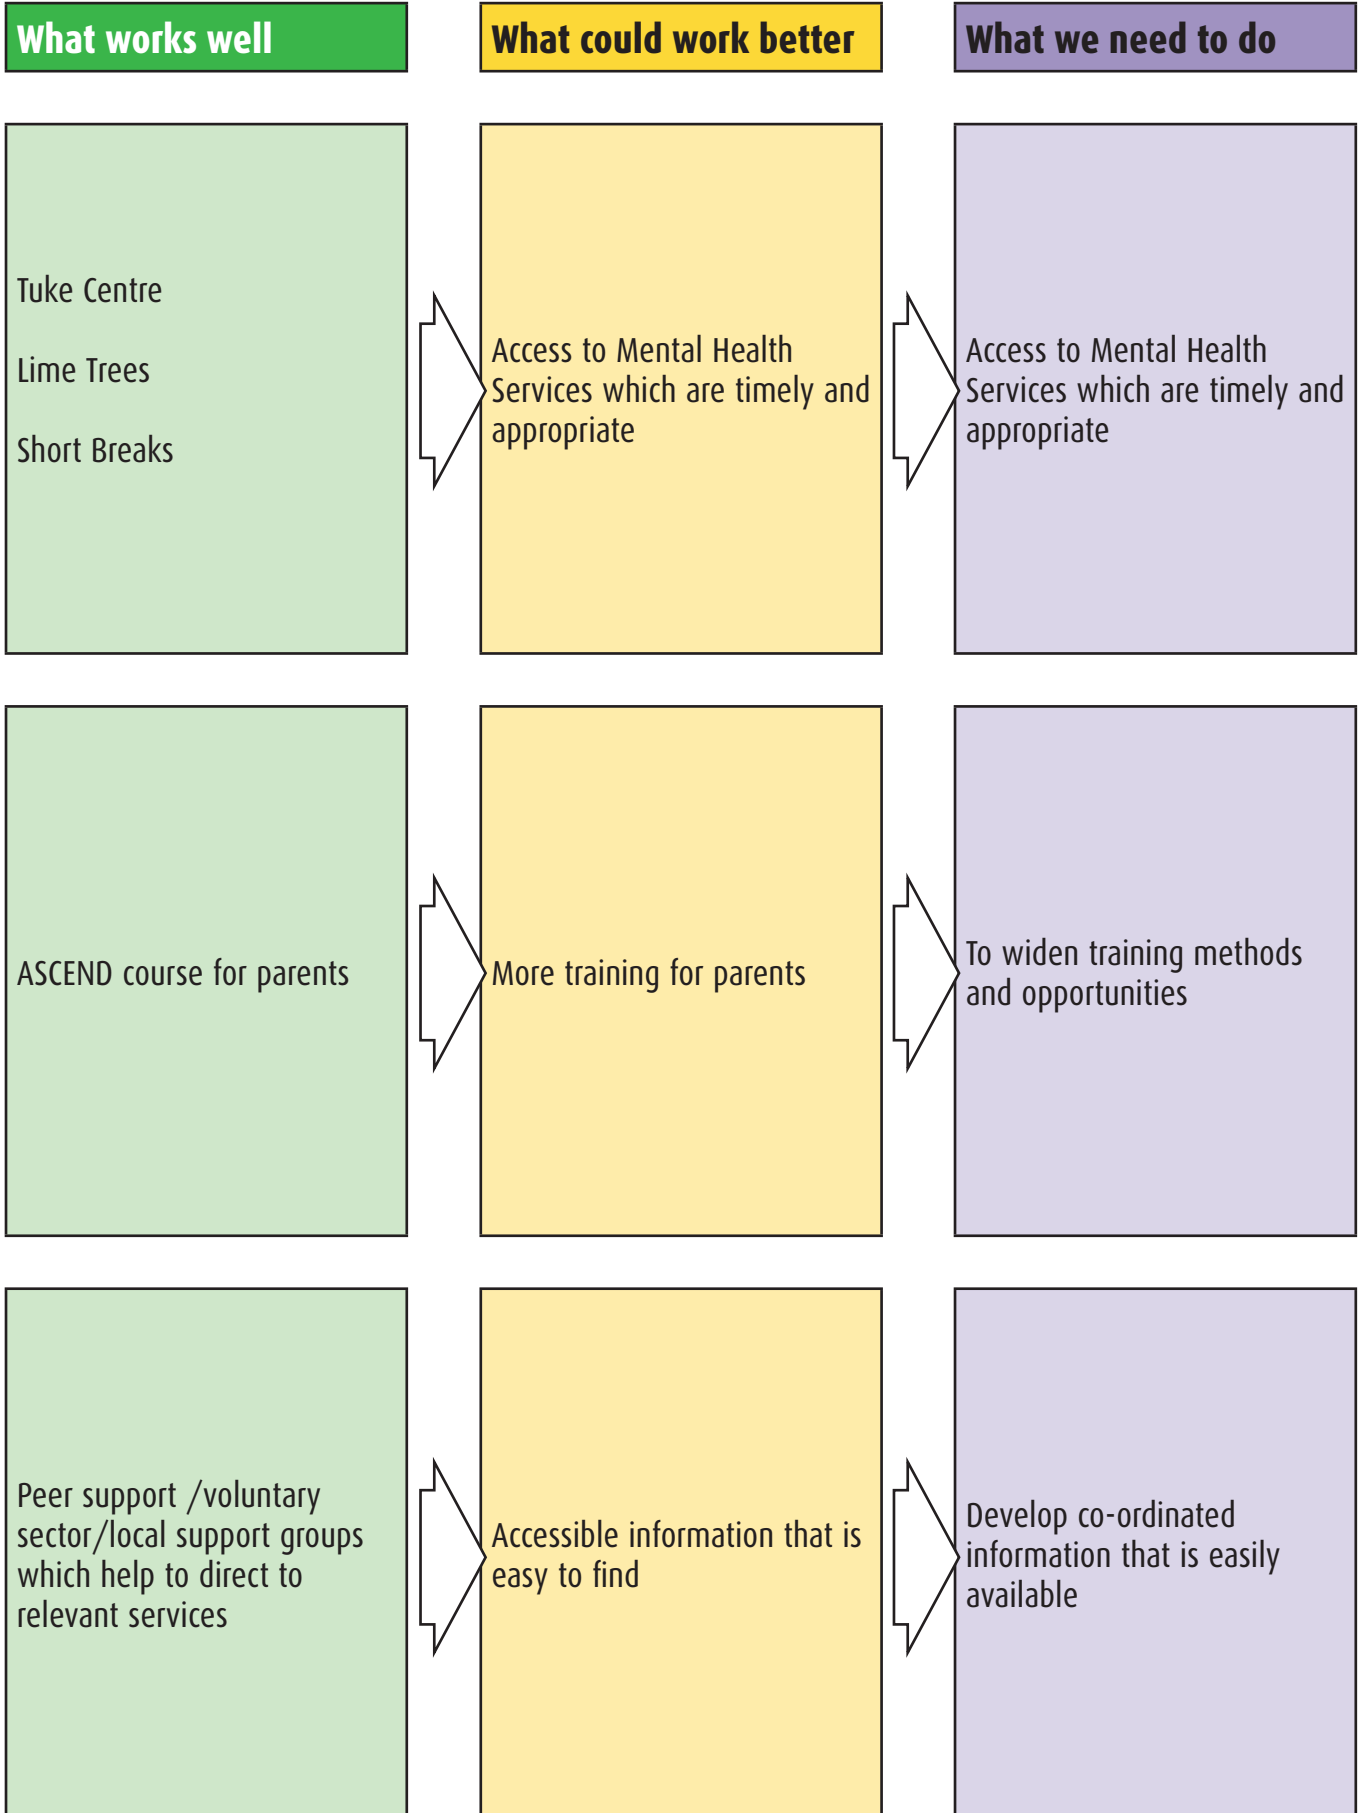 What works well
What could work better
What we need to do
Tuke Centre
Lime Trees
Short Breaks
Access to Mental Health
Services which are timely and
appropriate
Access to Mental Health
Services which are timely and
appropriate
ASCEND course for parents
More training for parents
To widen training methods
and opportunities
Peer support /voluntary
sector/local support groups
which help to direct to
relevant services
Accessible information that is
easy to find
Develop co-ordinated
information that is easily
available